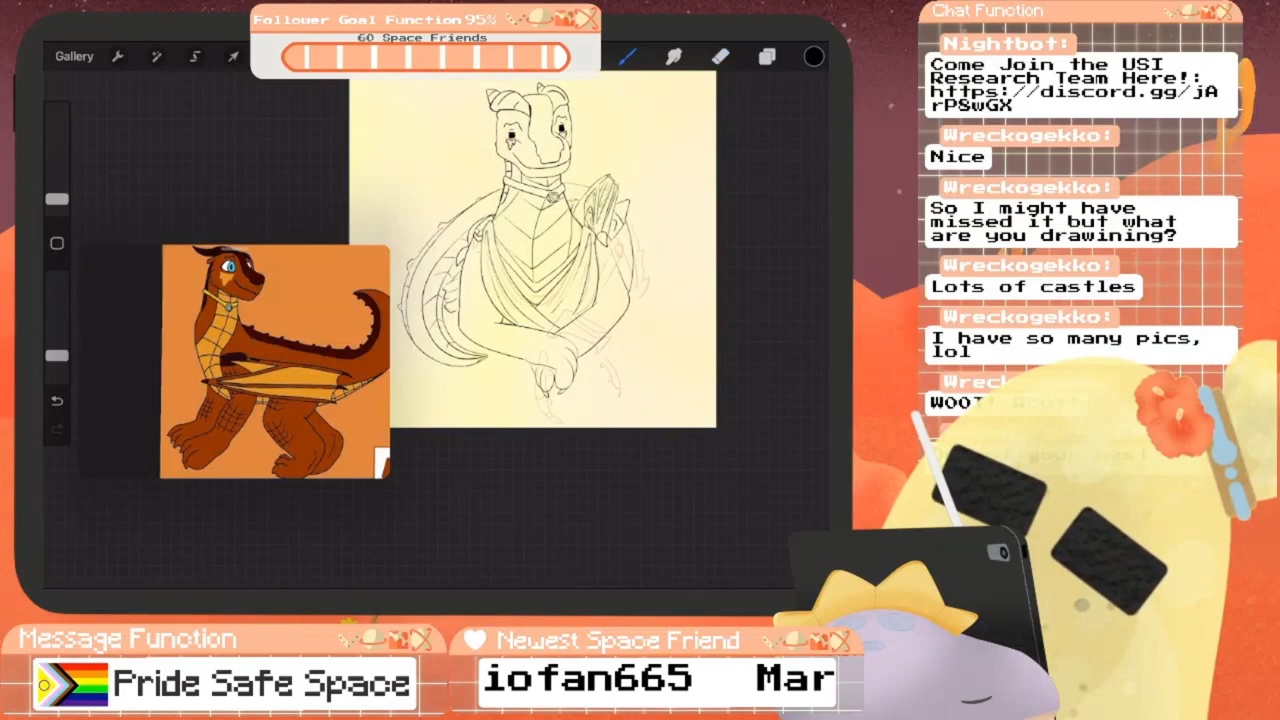 Follower Goal Function 95%
60 Space Friends
Gallery
Chat Function
Nightbot:
Come Join the USI
Research Team Here!:
https://discord.gg/jA
rP8wGX
Wreckogekko:
Nice
Wreckogekko:
So I might have
missed it but what
are you drawining?
Wreckogekko:
Lots of castles
Wreckogekko:
I have so many pics,
lol
WOOT!
Message Function
Pride Safe Space
Newest Space Friend
iofan665 Mar